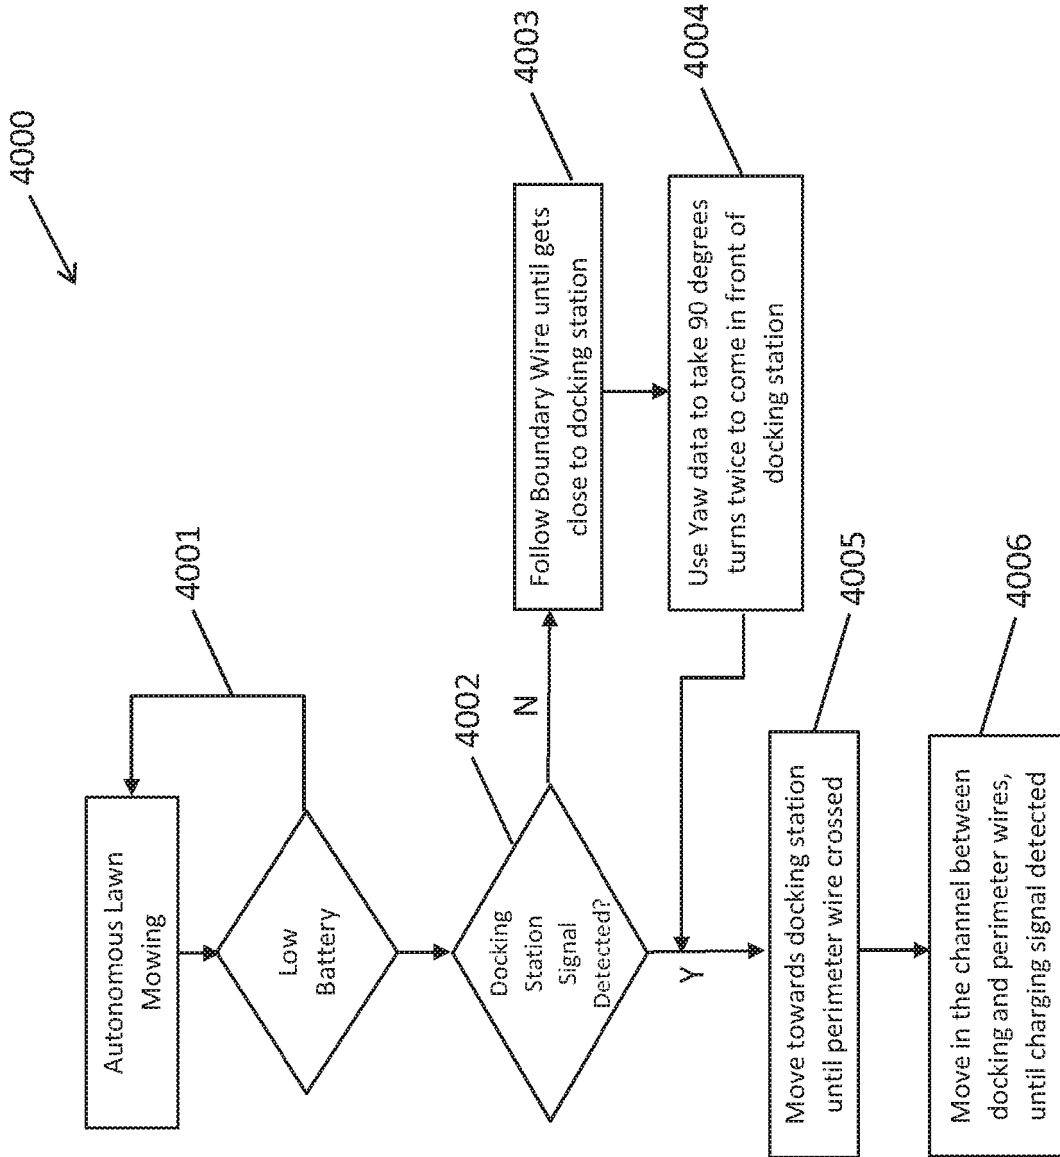 4000
Autonomous Lawn
Mowing
4001
Low
Battery
4002
Docking
Station
Signal
Detected?
N
Y
4003
Follow Boundary Wire until gets
close to docking station
4004
Use Yaw data to take 90 degrees
turns twice to come in front of
docking station
4005
Move towards docking station
until perimeter wire crossed
4006
Move in the channel between
docking and perimeter wires,
until charging signal detected